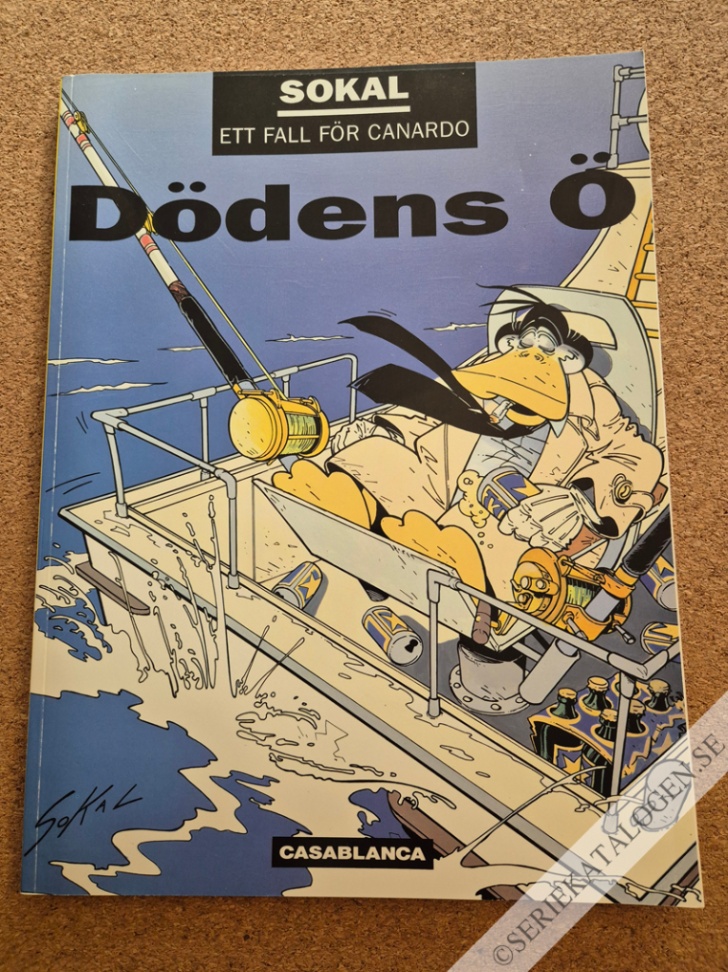 SOKAL
ETT FALL FÖR CANARDO
Dödens Ö
SOKAL
CASABLANCA
©SERIEKATALOGEN.SE